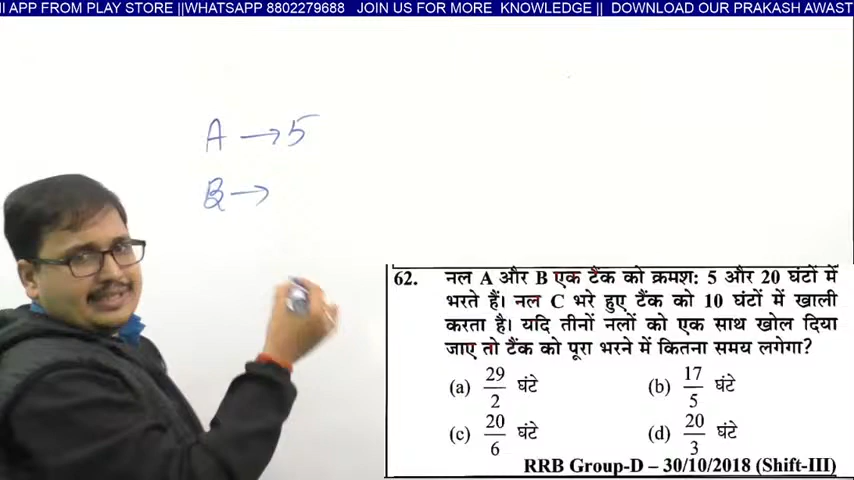 NI APP FROM PLAY STORE ||WHATSAPP 8802279688 JOIN US FOR MORE KNOWLEDGE || DOWNLOAD OUR PRAKASH AWAST
A → 5
B →
62. नल A और B एक टैंक को क्रमश: 5 और 20 घंटों में
भरते हैं। नल C भरे हुए टैंक को 10 घंटों में खाली
करता है। यदि तीनों नलों को एक साथ खोल दिया
जाए तो टैंक को पूरा भरने में कितना समय लगेगा?
(a) 29/2 घंटे (b) 17/5 घंटे
(c) 20/6 घंटे (d) 20/3 घंटे
RRB Group-D – 30/10/2018 (Shift-III)